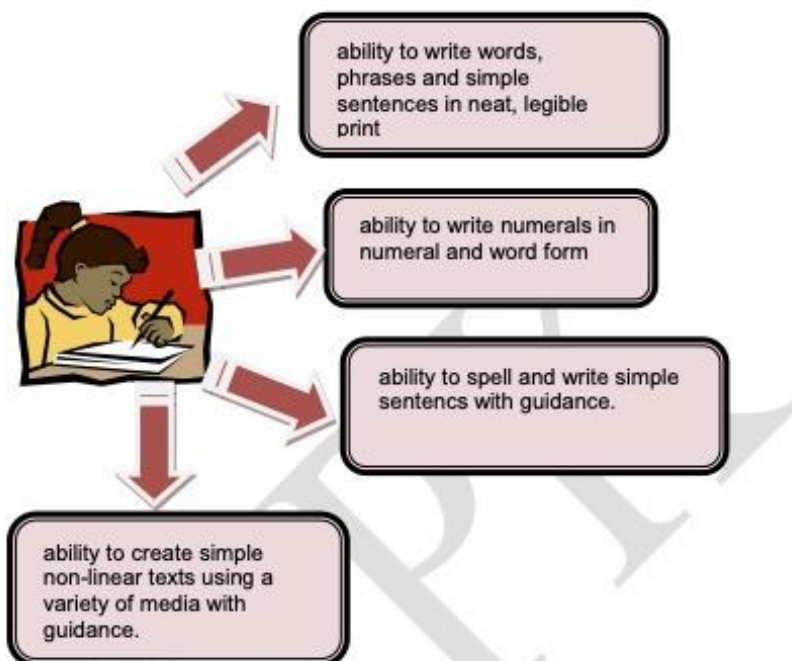 ability to write words,
phrases and simple
sentences in neat, legible
print
ability to write numerals in
numeral and word form
ability to spell and write simple
sentencs with guidance.
ability to create simple
non-linear texts using a
variety of media with
guidance.